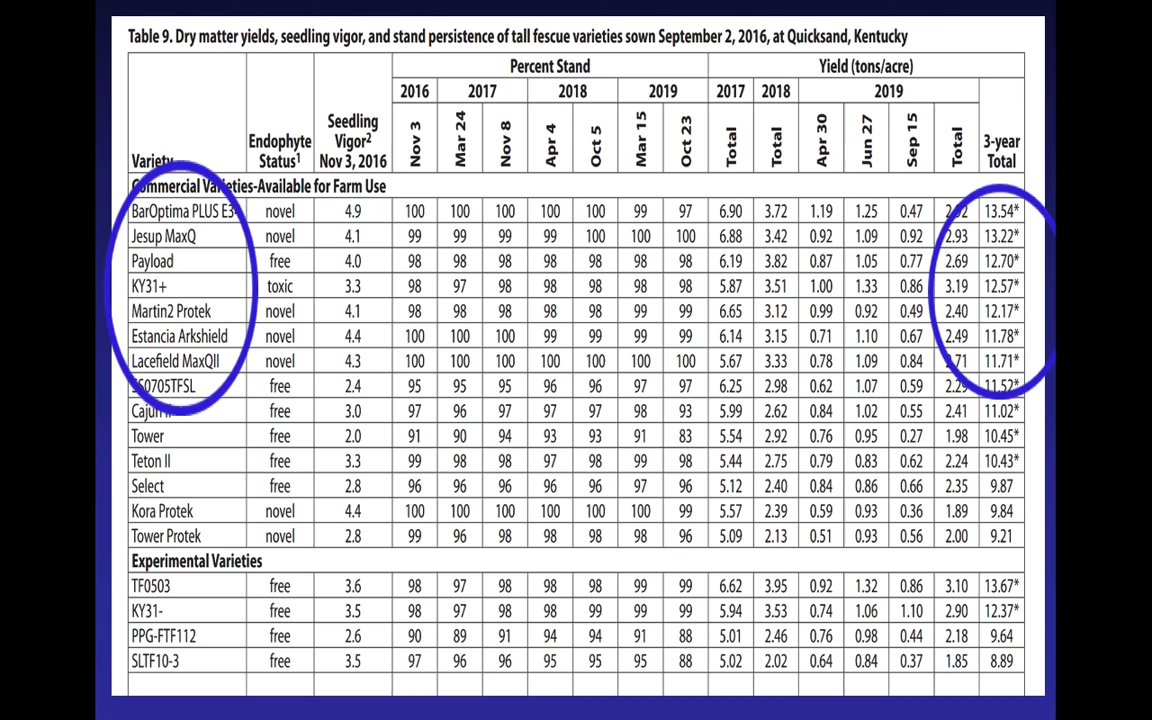 Table 9. Dry matter yields, seedling vigor, and stand persistence of tall fescue varieties sown September 2, 2016, at Quicksand, Kentucky
Percent Stand Yield (tons/acre)
2016 2017 2018 2019 2017 2018 2019
Variety Endophyte Status1 Seedling Vigor2 Nov 3, 2016 Nov 3 Mar 24 Nov 8 Apr 4 Oct 5 Mar 15 Oct 23 Total Total Apr 30 Jun 27 Sep 15 Total 3-year Total
Commercial Varieties-Available for Farm Use
BarOptima PLUS E34 novel 4.9 100 100 100 100 100 99 97 6.90 3.72 1.19 1.25 0.47 2.92 13.54*
Jesup MaxQ novel 4.1 99 99 99 99 100 100 100 6.88 3.42 0.92 1.09 0.92 2.93 13.22*
Payload free 4.0 98 98 98 98 98 98 98 6.19 3.82 0.87 1.05 0.77 2.69 12.70*
KY31+ toxic 3.3 98 97 98 98 98 98 98 5.87 3.51 1.00 1.33 0.86 3.19 12.57*
Martin2 Protek novel 4.1 98 98 98 98 98 99 99 6.65 3.12 0.99 0.92 0.49 2.40 12.17*
Estancia Arkshield novel 4.4 100 100 100 99 99 99 99 6.14 3.15 0.71 1.10 0.67 2.49 11.78*
Lacefield MaxQII novel 4.3 100 100 100 100 100 100 100 5.67 3.33 0.78 1.09 0.84 2.71 11.71*
SS0705TFSL free 2.4 95 95 95 96 96 97 97 6.25 2.98 0.62 1.07 0.59 2.29 11.52*
Cajun II free 3.0 97 96 97 97 97 98 93 5.99 2.62 0.84 1.02 0.55 2.41 11.02*
Tower free 2.0 91 90 94 93 93 91 83 5.54 2.92 0.76 0.95 0.27 1.98 10.45*
Teton II free 3.3 99 98 98 97 98 99 98 5.44 2.75 0.79 0.83 0.62 2.24 10.43*
Select free 2.8 96 96 96 96 96 97 96 5.12 2.40 0.84 0.86 0.66 2.35 9.87
Kora Protek novel 4.4 100 100 100 100 100 100 99 5.57 2.39 0.59 0.93 0.36 1.89 9.84
Tower Protek novel 2.8 99 96 98 98 98 98 96 5.09 2.13 0.51 0.93 0.56 2.00 9.21
Experimental Varieties
TF0503 free 3.6 98 97 98 98 98 99 99 6.62 3.95 0.92 1.32 0.86 3.10 13.67*
KY31- free 3.5 98 97 98 98 99 99 99 5.94 3.53 0.74 1.06 1.10 2.90 12.37*
PPG-FTF112 free 2.6 90 89 91 94 94 91 88 5.01 2.46 0.76 0.98 0.44 2.18 9.64
SLTF10-3 free 3.5 97 96 96 95 95 95 88 5.02 2.02 0.64 0.84 0.37 1.85 8.89